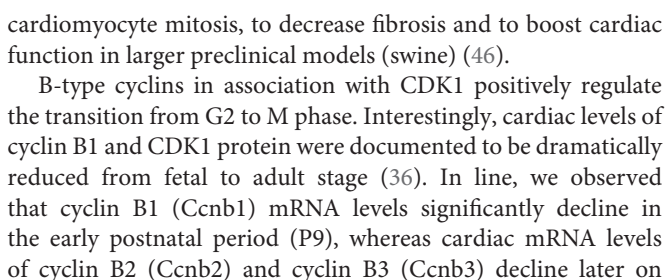 cardiomyocyte mitosis, to decrease fibrosis and to boost cardiac
function in larger preclinical models (swine) (46).
B-type cyclins in association with CDK1 positively regulate
the transition from G2 to M phase. Interestingly, cardiac levels of
cyclin B1 and CDK1 protein were documented to be dramatically
reduced from fetal to adult stage (36). In line, we observed
that cyclin B1 (Ccnb1) mRNA levels significantly decline in
the early postnatal period (P9), whereas cardiac mRNA levels
of cyclin B2 (Ccnb2) and cyclin B3 (Ccnb3) decline later on